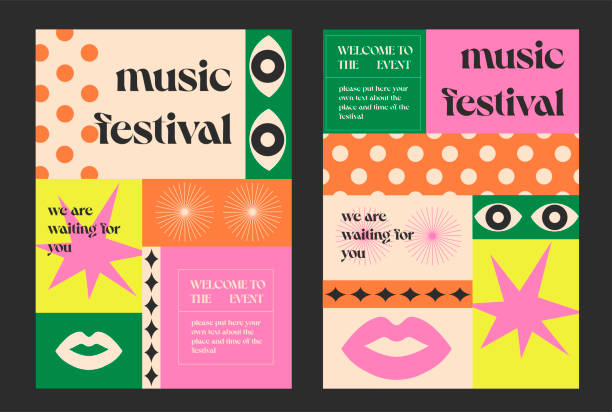 music
festival
we are
waiting for
you
WELCOME TO
THE EVENT
please put here your
own text about the
place and time of the
festival
WELCOME TO
THE EVENT
please put here your
own text about the
place and time of the
festival
music
festival
we are
waiting for
you